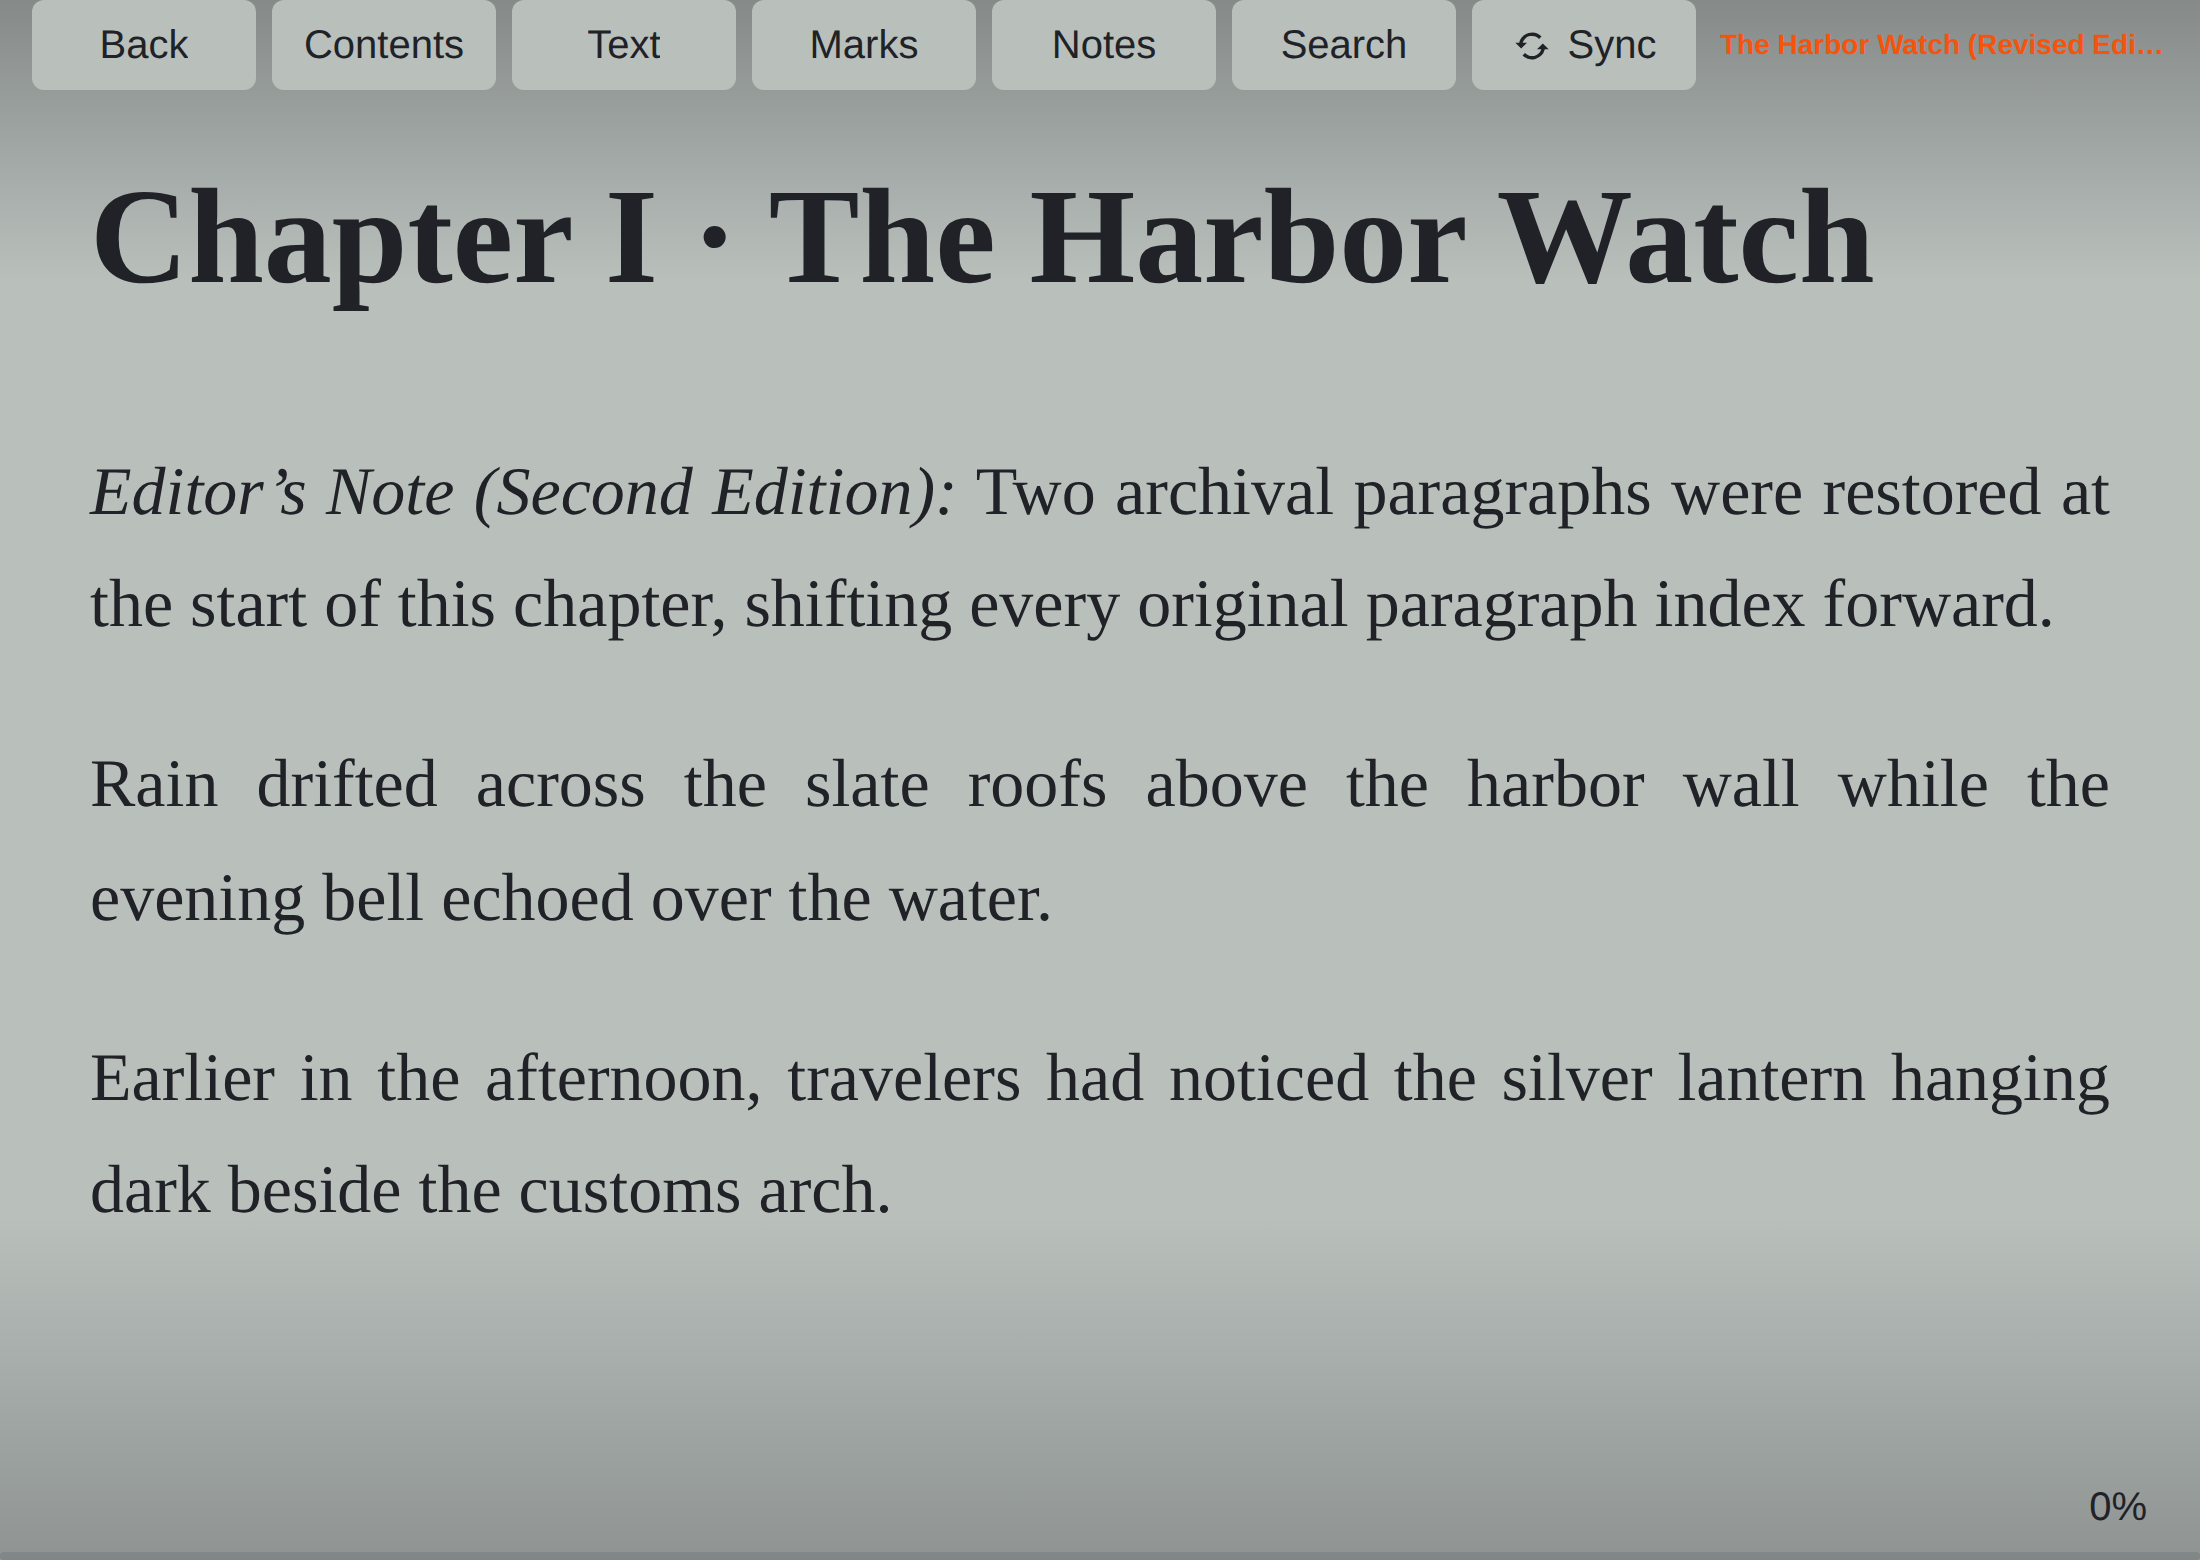 Back Contents Text Marks Notes Search Sync The Harbor Watch (Revised Edi…
Chapter I · The Harbor Watch
Editor’s Note (Second Edition): Two archival paragraphs were restored at
the start of this chapter, shifting every original paragraph index forward.
Rain drifted across the slate roofs above the harbor wall while the
evening bell echoed over the water.
Earlier in the afternoon, travelers had noticed the silver lantern hanging
dark beside the customs arch.
0%